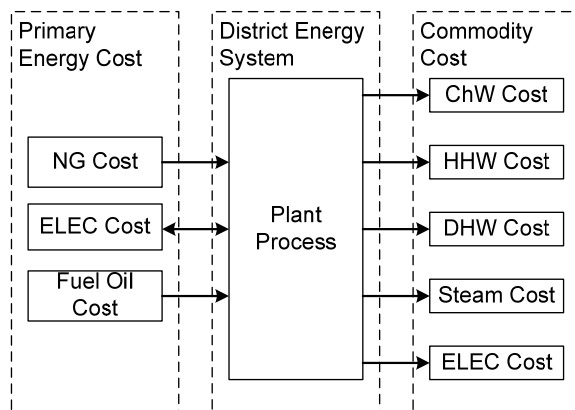 Primary
Energy Cost
NG Cost
ELEC Cost
Fuel Oil
Cost
District Energy
System
Plant
Process
Commodity
Cost
ChW Cost
HHW Cost
DHW Cost
Steam Cost
ELEC Cost